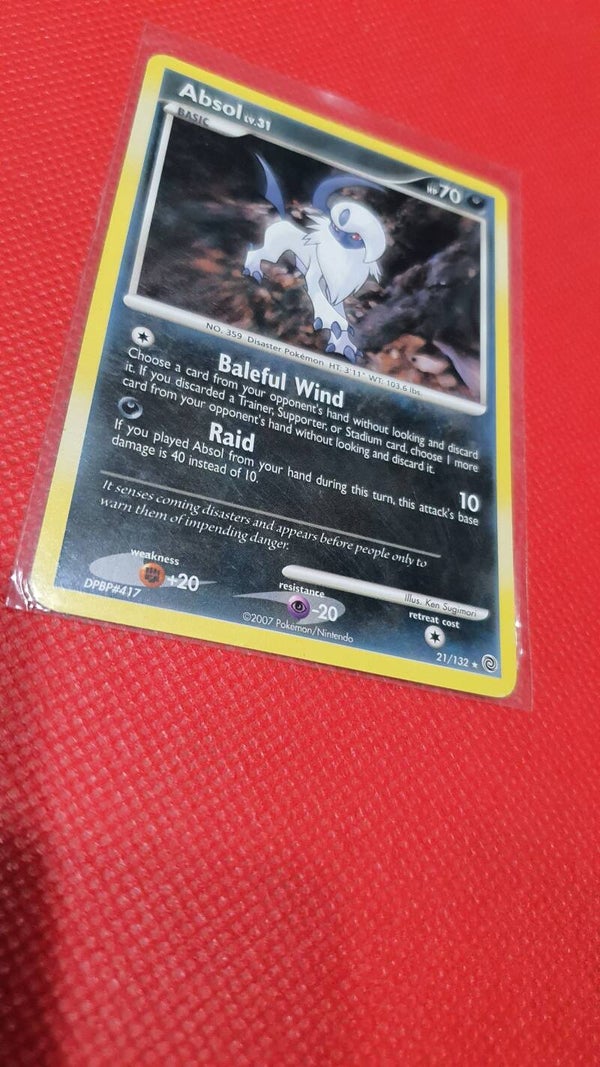 Absol LV.31
BASIC
HP 70
NO. 359 Disaster Pokémon HT: 3'11" WT: 103.6 lbs.
Baleful Wind
Choose a card from your opponent's hand without looking and discard
it. If you discarded a Trainer, Supporter, or Stadium card, choose 1 more
card from your opponent's hand without looking and discard it.
Raid 10
If you played Absol from your hand during this turn, this attack's base
damage is 40 instead of 10.
It senses coming disasters and appears before people only to
warn them of impending danger.
Illus. Ken Sugimori
weakness
+20
resistance
-20
retreat cost
DPBP#417
©2007 Pokémon/Nintendo
21/132 ★